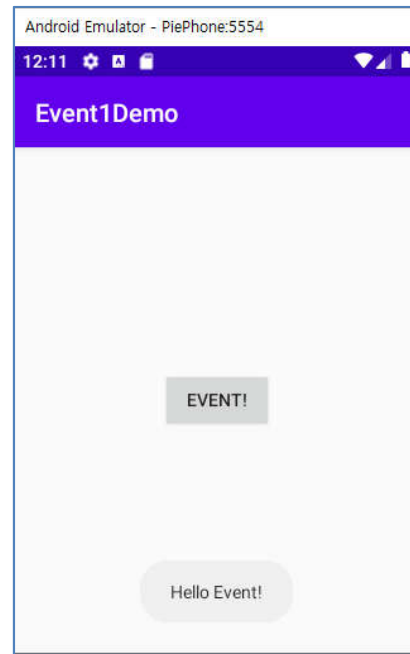 Android Emulator - PiePhone:5554
12:11
Event1Demo
EVENT!
Hello Event!